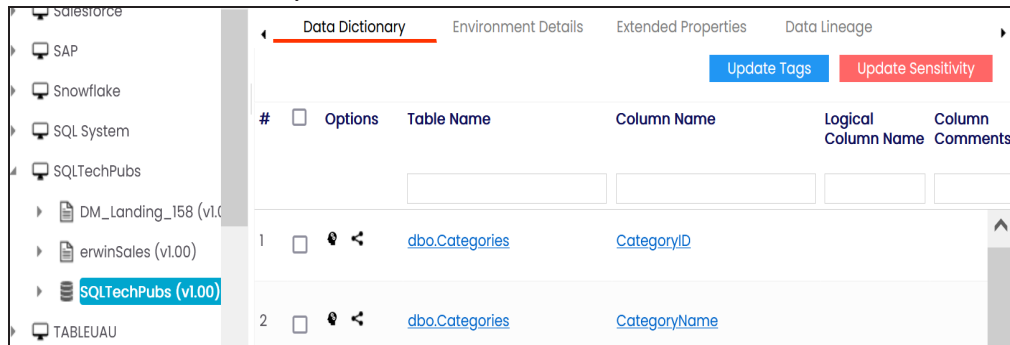 Salesforce
SAP
Snowflake
SQL System
SQLTechPubs
DM_Landing_158 (v1.0
erwinSales (v1.00)
SQLTechPubs (v1.00)
TABLEUAU
Data Dictionary Environment Details Extended Properties Data Lineage
Update Tags Update Sensitivity
# Options Table Name Column Name Logical Column Name Column Comments
1 dbo.Categories CategoryID
2 dbo.Categories CategoryName